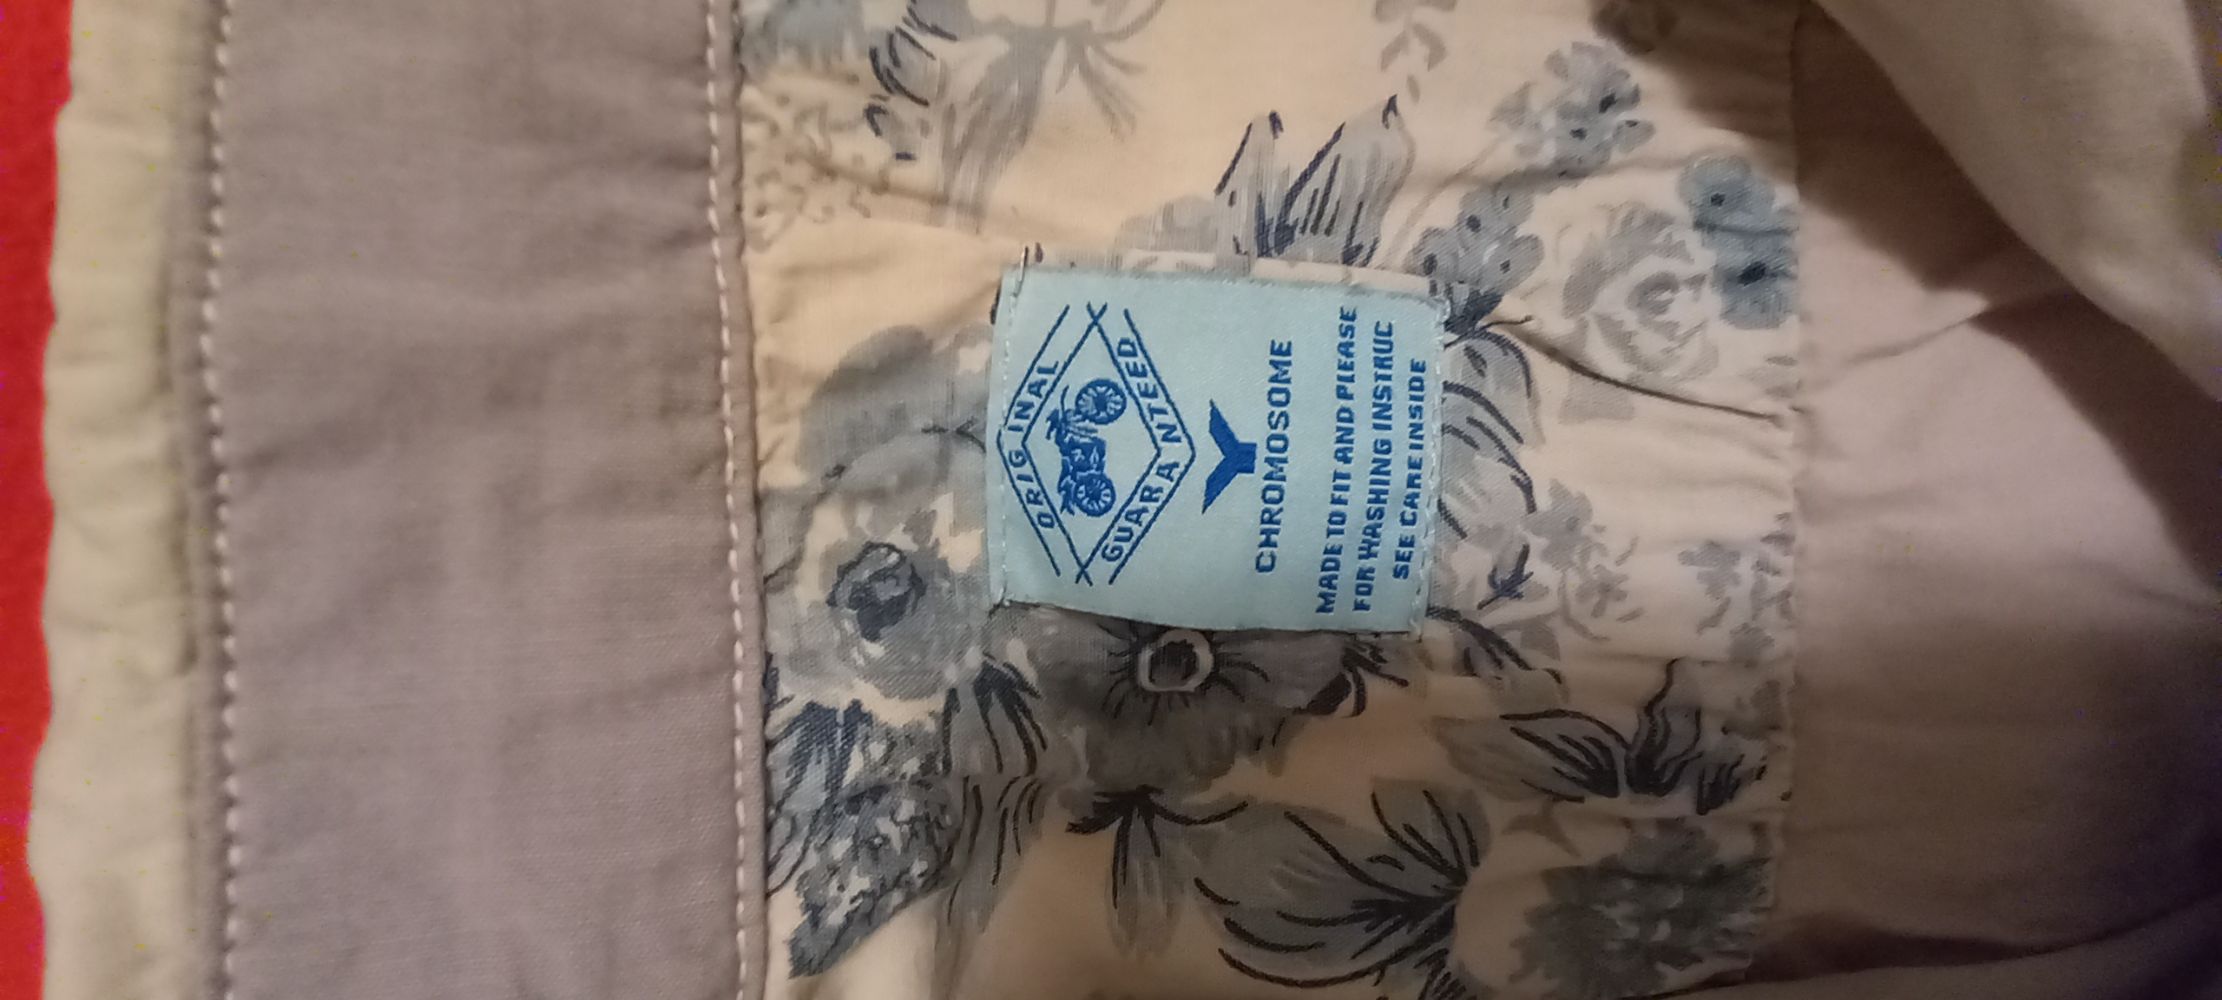 ORIGINAL
GUARANTEED
CHROMOSOME
MADE TO FIT AND PLEASE
FOR WASHING INSTRUC
SEE CARE INSIDE